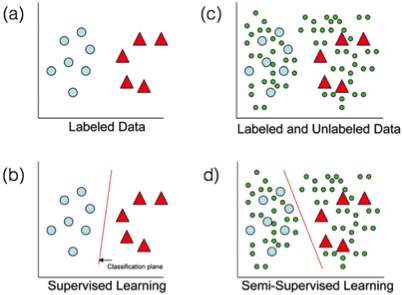 (a)
Labeled Data
(c)
Labeled and Unlabeled Data
(b)
Classification plane
Supervised Learning
d)
Semi-Supervised Learning